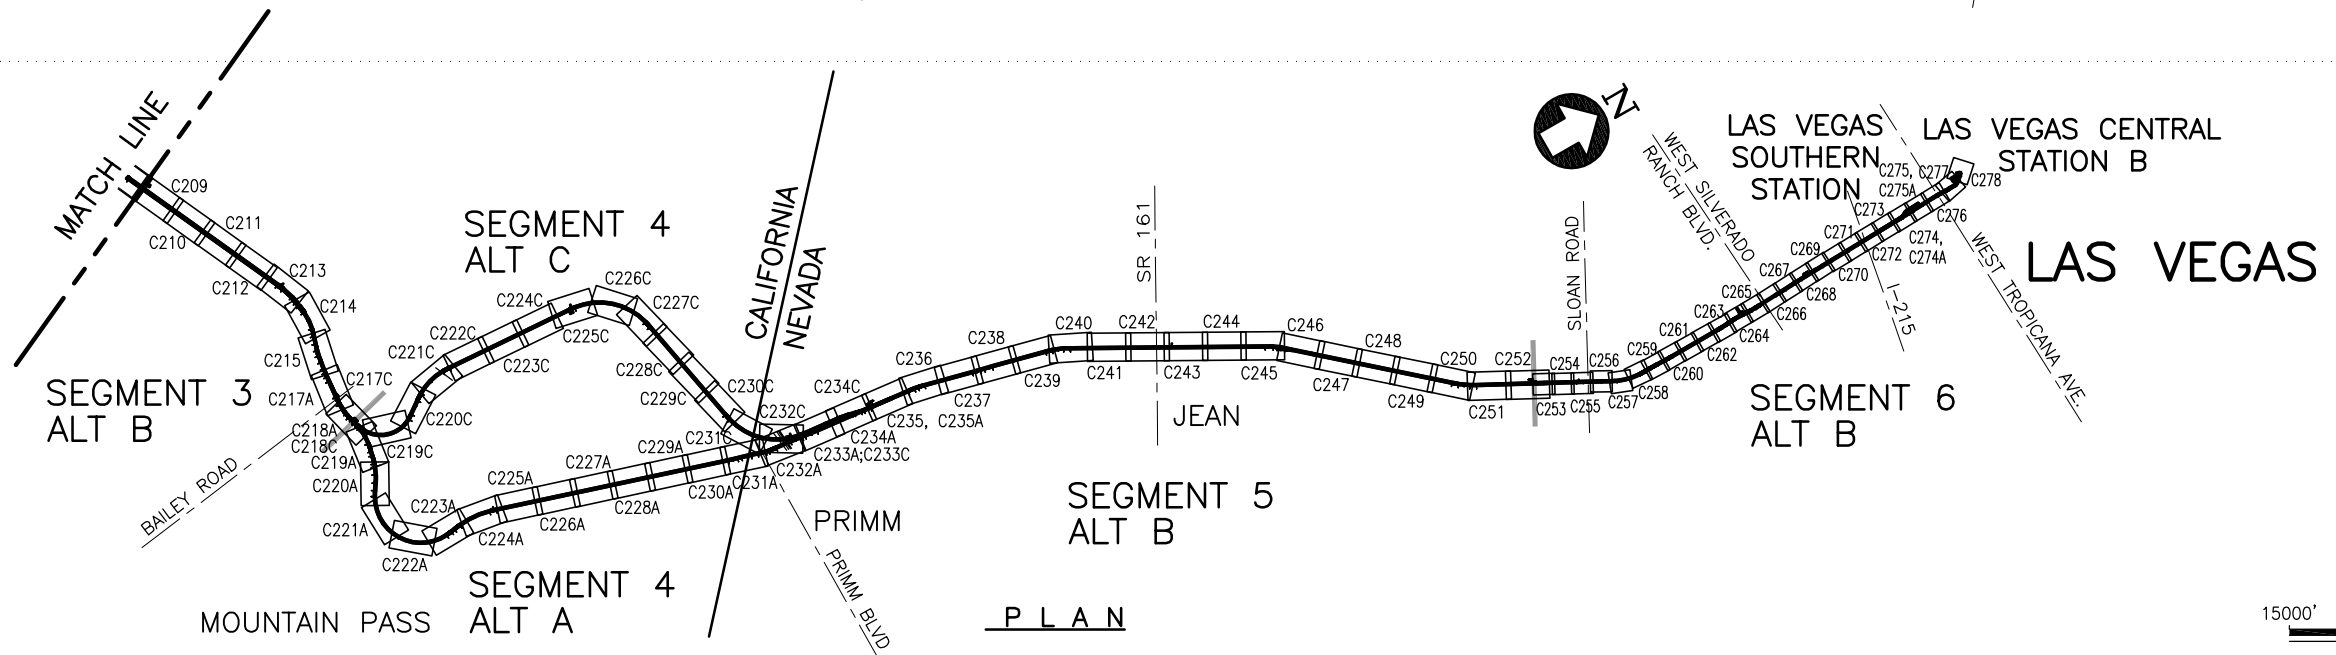 MATCH LINE
C209
C210
C211
C212
C213
C214
C215
SEGMENT 3
ALT B
C217A
C217C
C218A
C218C
BAILEY ROAD
C219A
C219C
C220A
C220C
C221A
C221C
C222A
C222C
C223A
C223C
C224A
C224C
C225A
C225C
C226A
C226C
C227A
C227C
C228A
C228C
C229A
C229C
C230A
C230C
C231A
C231C
C232A
C232C
C233A;C233C
C234A
C234C
SEGMENT 4
ALT C
SEGMENT 4
ALT A
MOUNTAIN PASS
CALIFORNIA
NEVADA
PRIMM
PRIMM BLVD
C235, C235A
C236
C237
C238
C239
C240
C241
C242
C243
C244
C245
C246
C247
C248
C249
C250
C251
C252
SR 161
JEAN
SEGMENT 5
ALT B
PLAN
N
SLOAN ROAD
C253
C254
C255
C256
C257
C258
C259
C260
C261
C262
C263
C264
C265
C266
C267
C268
C269
C270
C271
C272
C273
C274,
C274A
C275,
C275A
C276
C277
C278
WEST SILVERADO
RANCH BLVD.
I-215
WEST TROPICANA AVE.
SEGMENT 6
ALT B
LAS VEGAS
SOUTHERN
STATION
LAS VEGAS CENTRAL
STATION B
LAS VEGAS
15000'